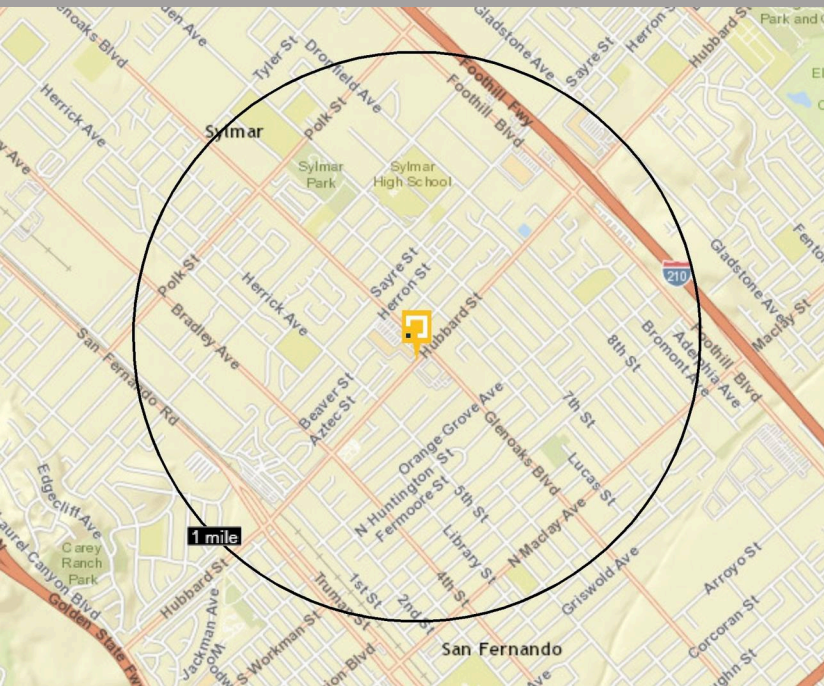 Glenoaks Blvd
Gladstone Ave
Herron St
Hubbard St
Park and
Tyler St
Dronfield Ave
Sayre St
Foothill Fwy
Foothill Blvd
Herrick Ave
Polk St
Sylmar
Sylmar
Park
Sylmar
High School
Polk St
Sayre St
Herron St
Herrick Ave
Bradley Ave
Hubbard St
210
Gladstone Ave
Maclay St
Foothill Blvd
Adelphia Ave
Bromont Ave
8th St
San Fernando Rd
Beaver St
Aztec St
Orange Grove Ave
7th St
Glenoaks Blvd
N Huntington St
Fermoore St
5th St
Lucas St
Library St
N Maclay Ave
Edgecliff Ave
Laurel Canyon Blvd
Carey
Ranch
Park
1 mile
Hubbard St
Golden State Fwy
Jackman Ave
S Workman St
Truman St
1st St
2nd St
4th St
Griswold Ave
Arroyo St
Corcoran St
San Fernando